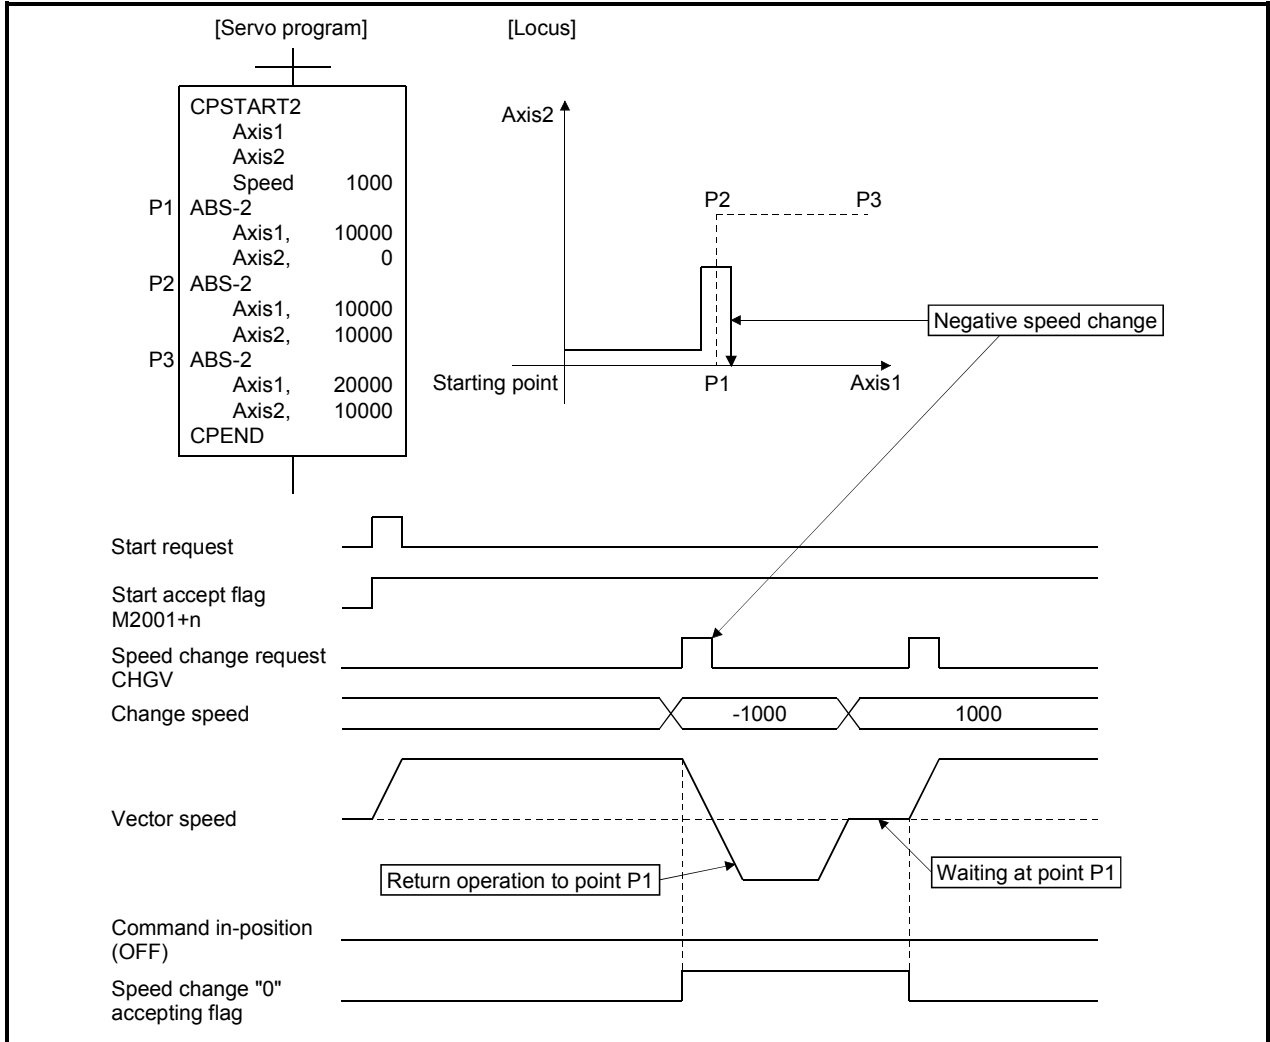 [Servo program]
[Locus]
CPSTART2
Axis1
Axis2
Speed 1000
P1 ABS-2
Axis1, 10000
Axis2, 0
P2 ABS-2
Axis1, 10000
Axis2, 10000
P3 ABS-2
Axis1, 20000
Axis2, 10000
CPEND
Axis2
P2
P3
Negative speed change
Starting point
P1
Axis1
Start request
Start accept flag
M2001+n
Speed change request
CHGV
Change speed
-1000
1000
Vector speed
Return operation to point P1
Waiting at point P1
Command in-position
(OFF)
Speed change "0"
accepting flag